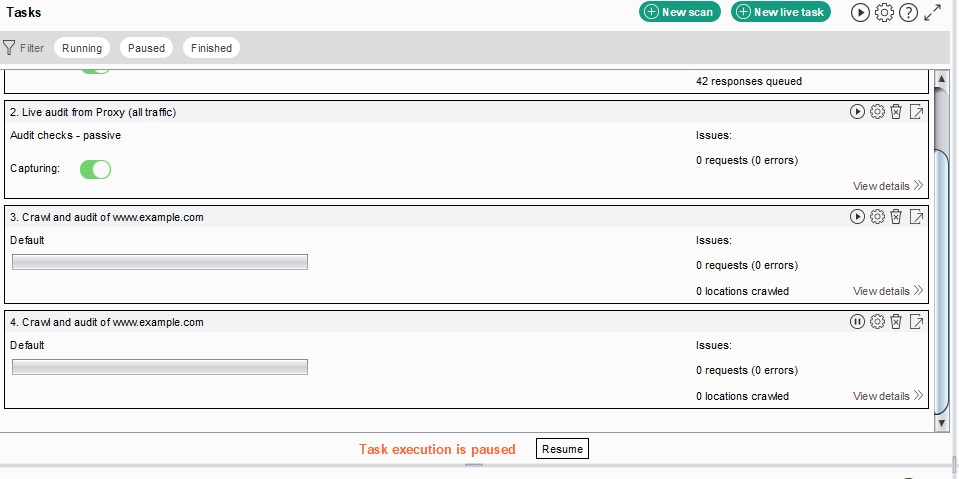 Tasks
New scan
New live task
Filter
Running
Paused
Finished
42 responses queued
2. Live audit from Proxy (all traffic)
Audit checks - passive
Issues:
0 requests (0 errors)
Capturing:
View details
3. Crawl and audit of www.example.com
Default
Issues:
0 requests (0 errors)
0 locations crawled
View details
4. Crawl and audit of www.example.com
Default
Issues:
0 requests (0 errors)
0 locations crawled
View details
Task execution is paused
Resume